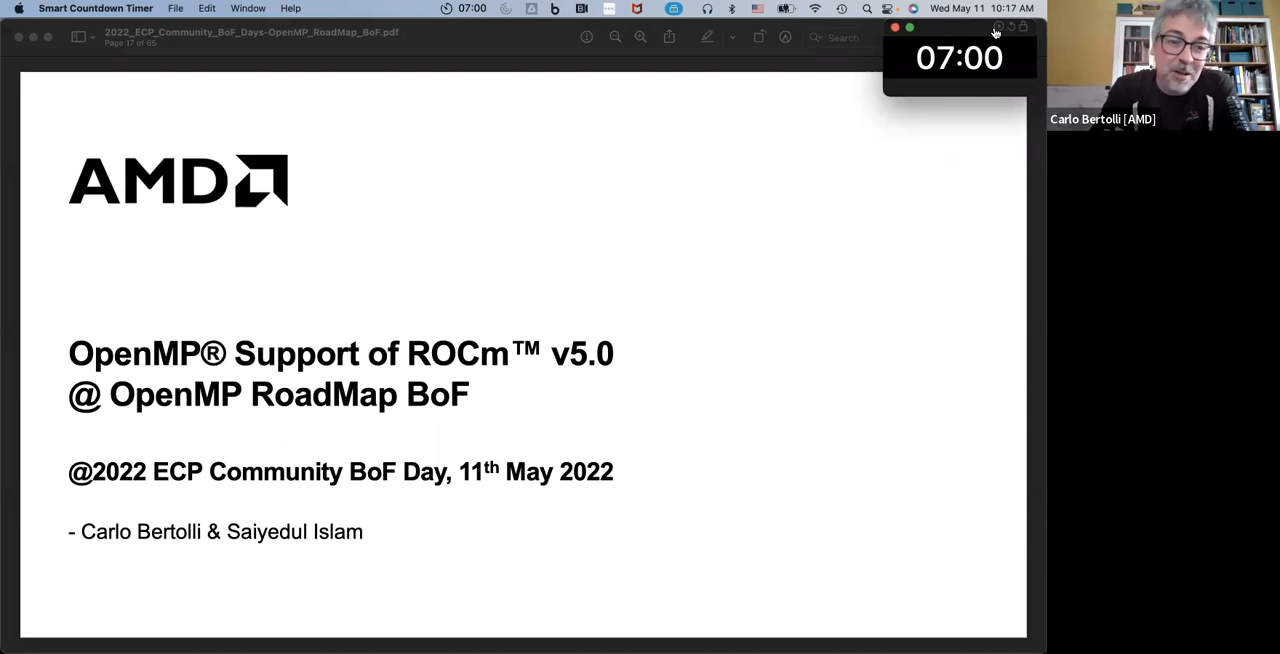 Smart Countdown Timer File Edit Window Help 07:00 Wed May 11 10:17 AM
2022_ECP_Community_BoF_Days-OpenMP_RoadMap_BoF.pdf
Page 17 of 65
Search
07:00
Carlo Bertolli [AMD]
AMD
OpenMP® Support of ROCm™ v5.0
@ OpenMP RoadMap BoF
@2022 ECP Community BoF Day, 11th May 2022
- Carlo Bertolli & Saiyedul Islam